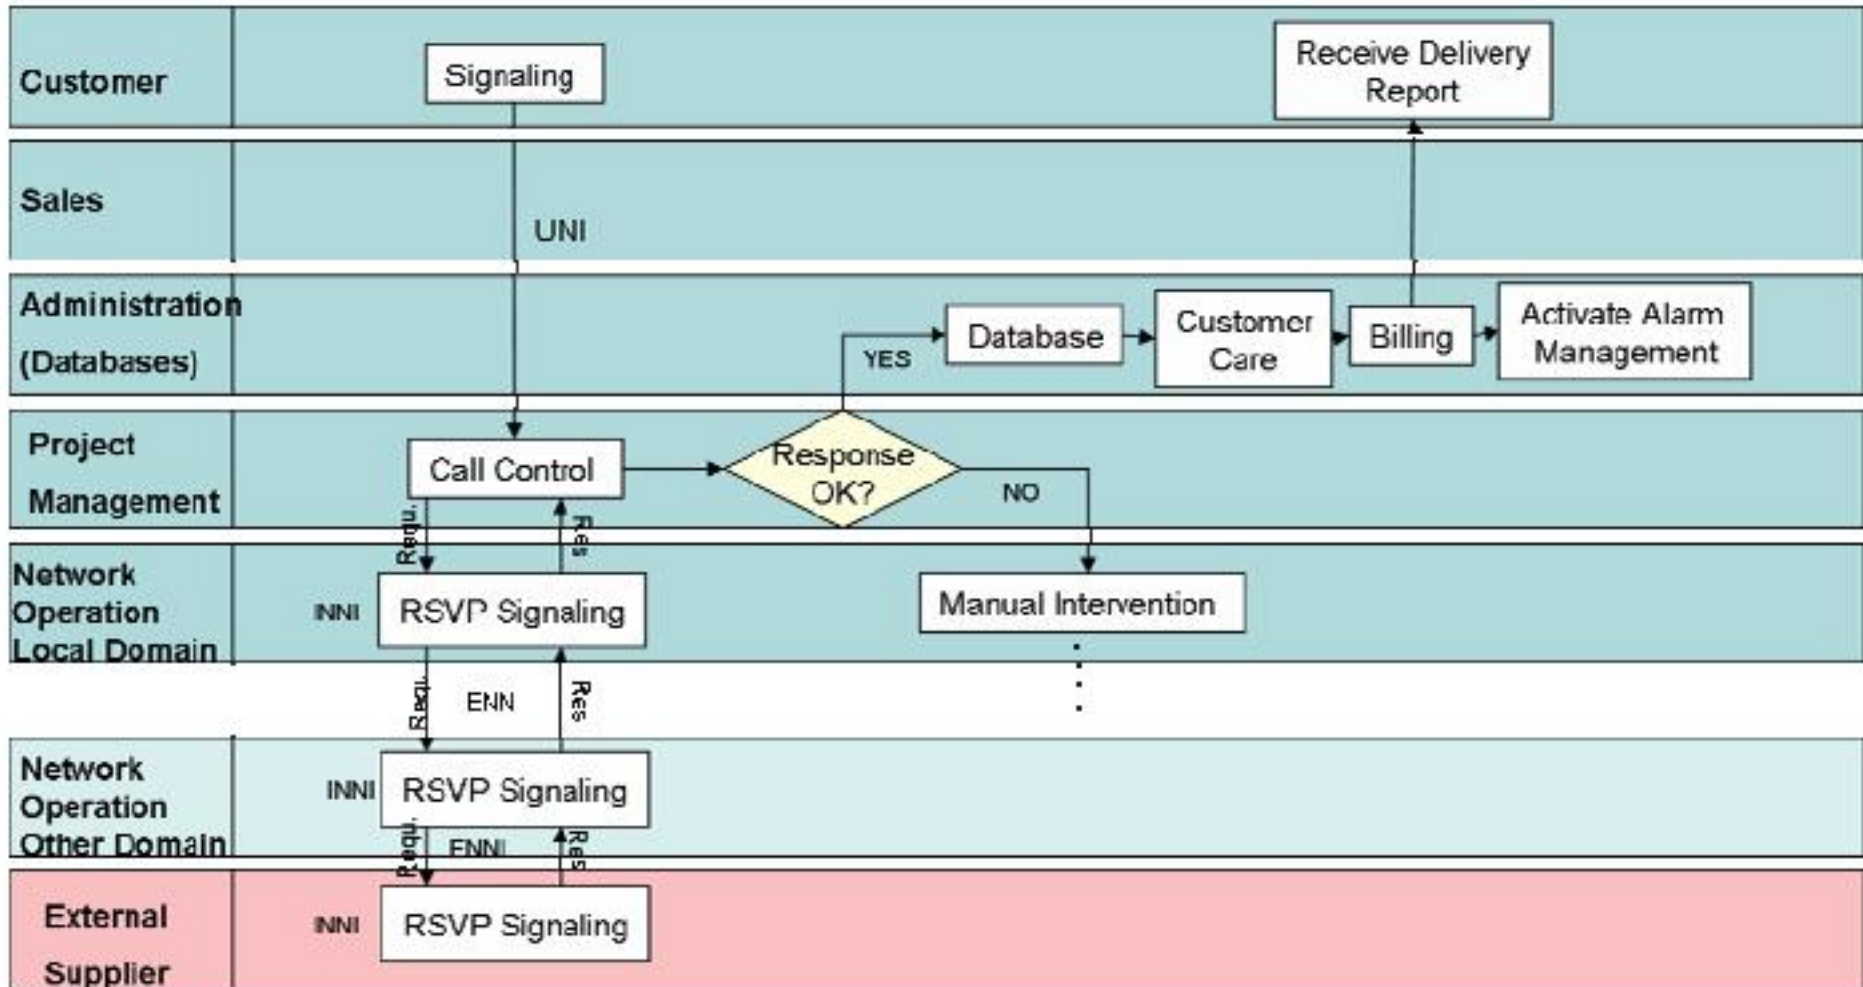 Customer
Signaling
Receive Delivery
Report
Sales
UNI
Administration
(Databases)
YES
Database
Customer
Care
Billing
Activate Alarm
Management
Project
Management
Call Control
Response
OK?
NO
Requ.
Res
Network
Operation
Local Domain
INNI
RSVP Signaling
Manual Intervention
Requ.
ENN
Res
Network
Operation
Other Domain
INNI
RSVP Signaling
Requ.
ENNI
Res
External
Supplier
INNI
RSVP Signaling